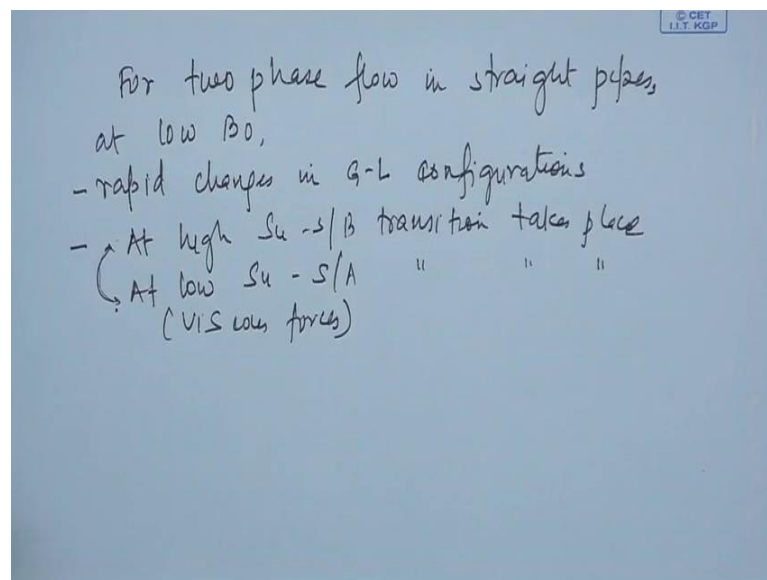 © CET
I.I.T. KGP
For two phase flow in straight pipes,
at low Bo,
- rapid changes in G-L configurations
- At high Su - S/B transition takes place
At low Su - S/A " " "
(Viscous forces)